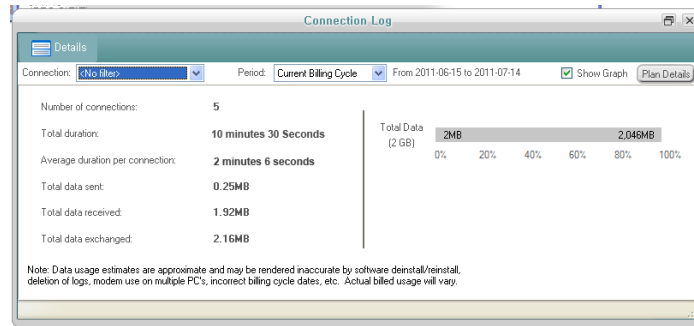 Connection Log
Details
Connection: <No filter> Period: Current Billing Cycle From 2011-06-15 to 2011-07-14 Show Graph Plan Details
Number of connections: 5
Total duration: 10 minutes 30 Seconds
Average duration per connection: 2 minutes 6 seconds
Total data sent: 0.25MB
Total data received: 1.92MB
Total data exchanged: 2.16MB
Total Data
(2 GB)
2MB 2,046MB
0% 20% 40% 60% 80% 100%
Note: Data usage estimates are approximate and may be rendered inaccurate by software deinstall/reinstall,
deletion of logs, modem use on multiple PC's, incorrect billing cycle dates, etc. Actual billed usage will vary.